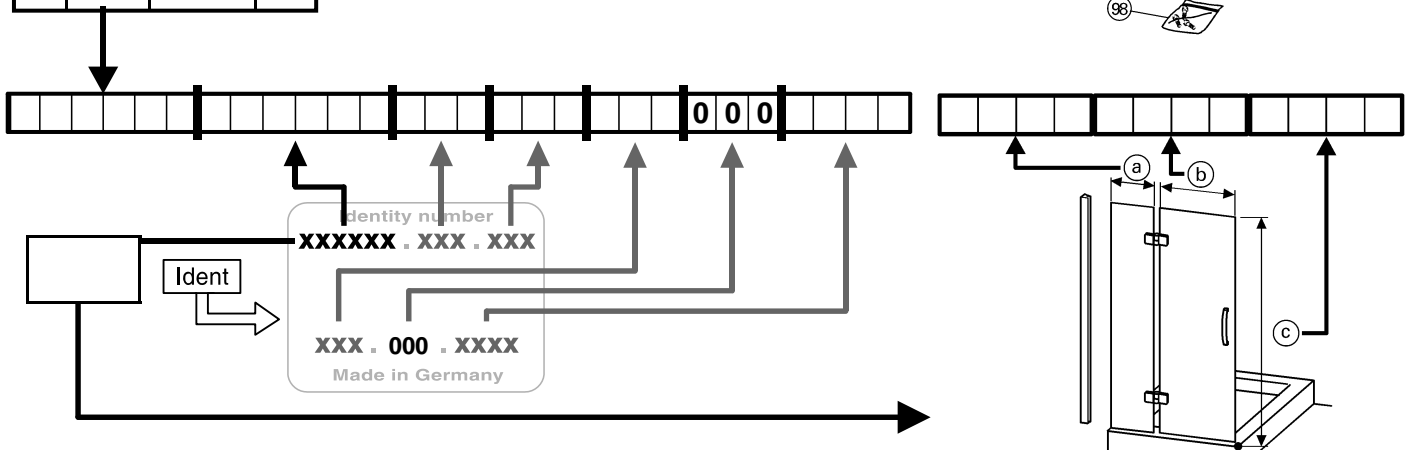 98
0 0 0
a
b
Identity number
xxxxxx . xxx . xxx
Ident
c
xxx . 000 . xxxx
Made in Germany